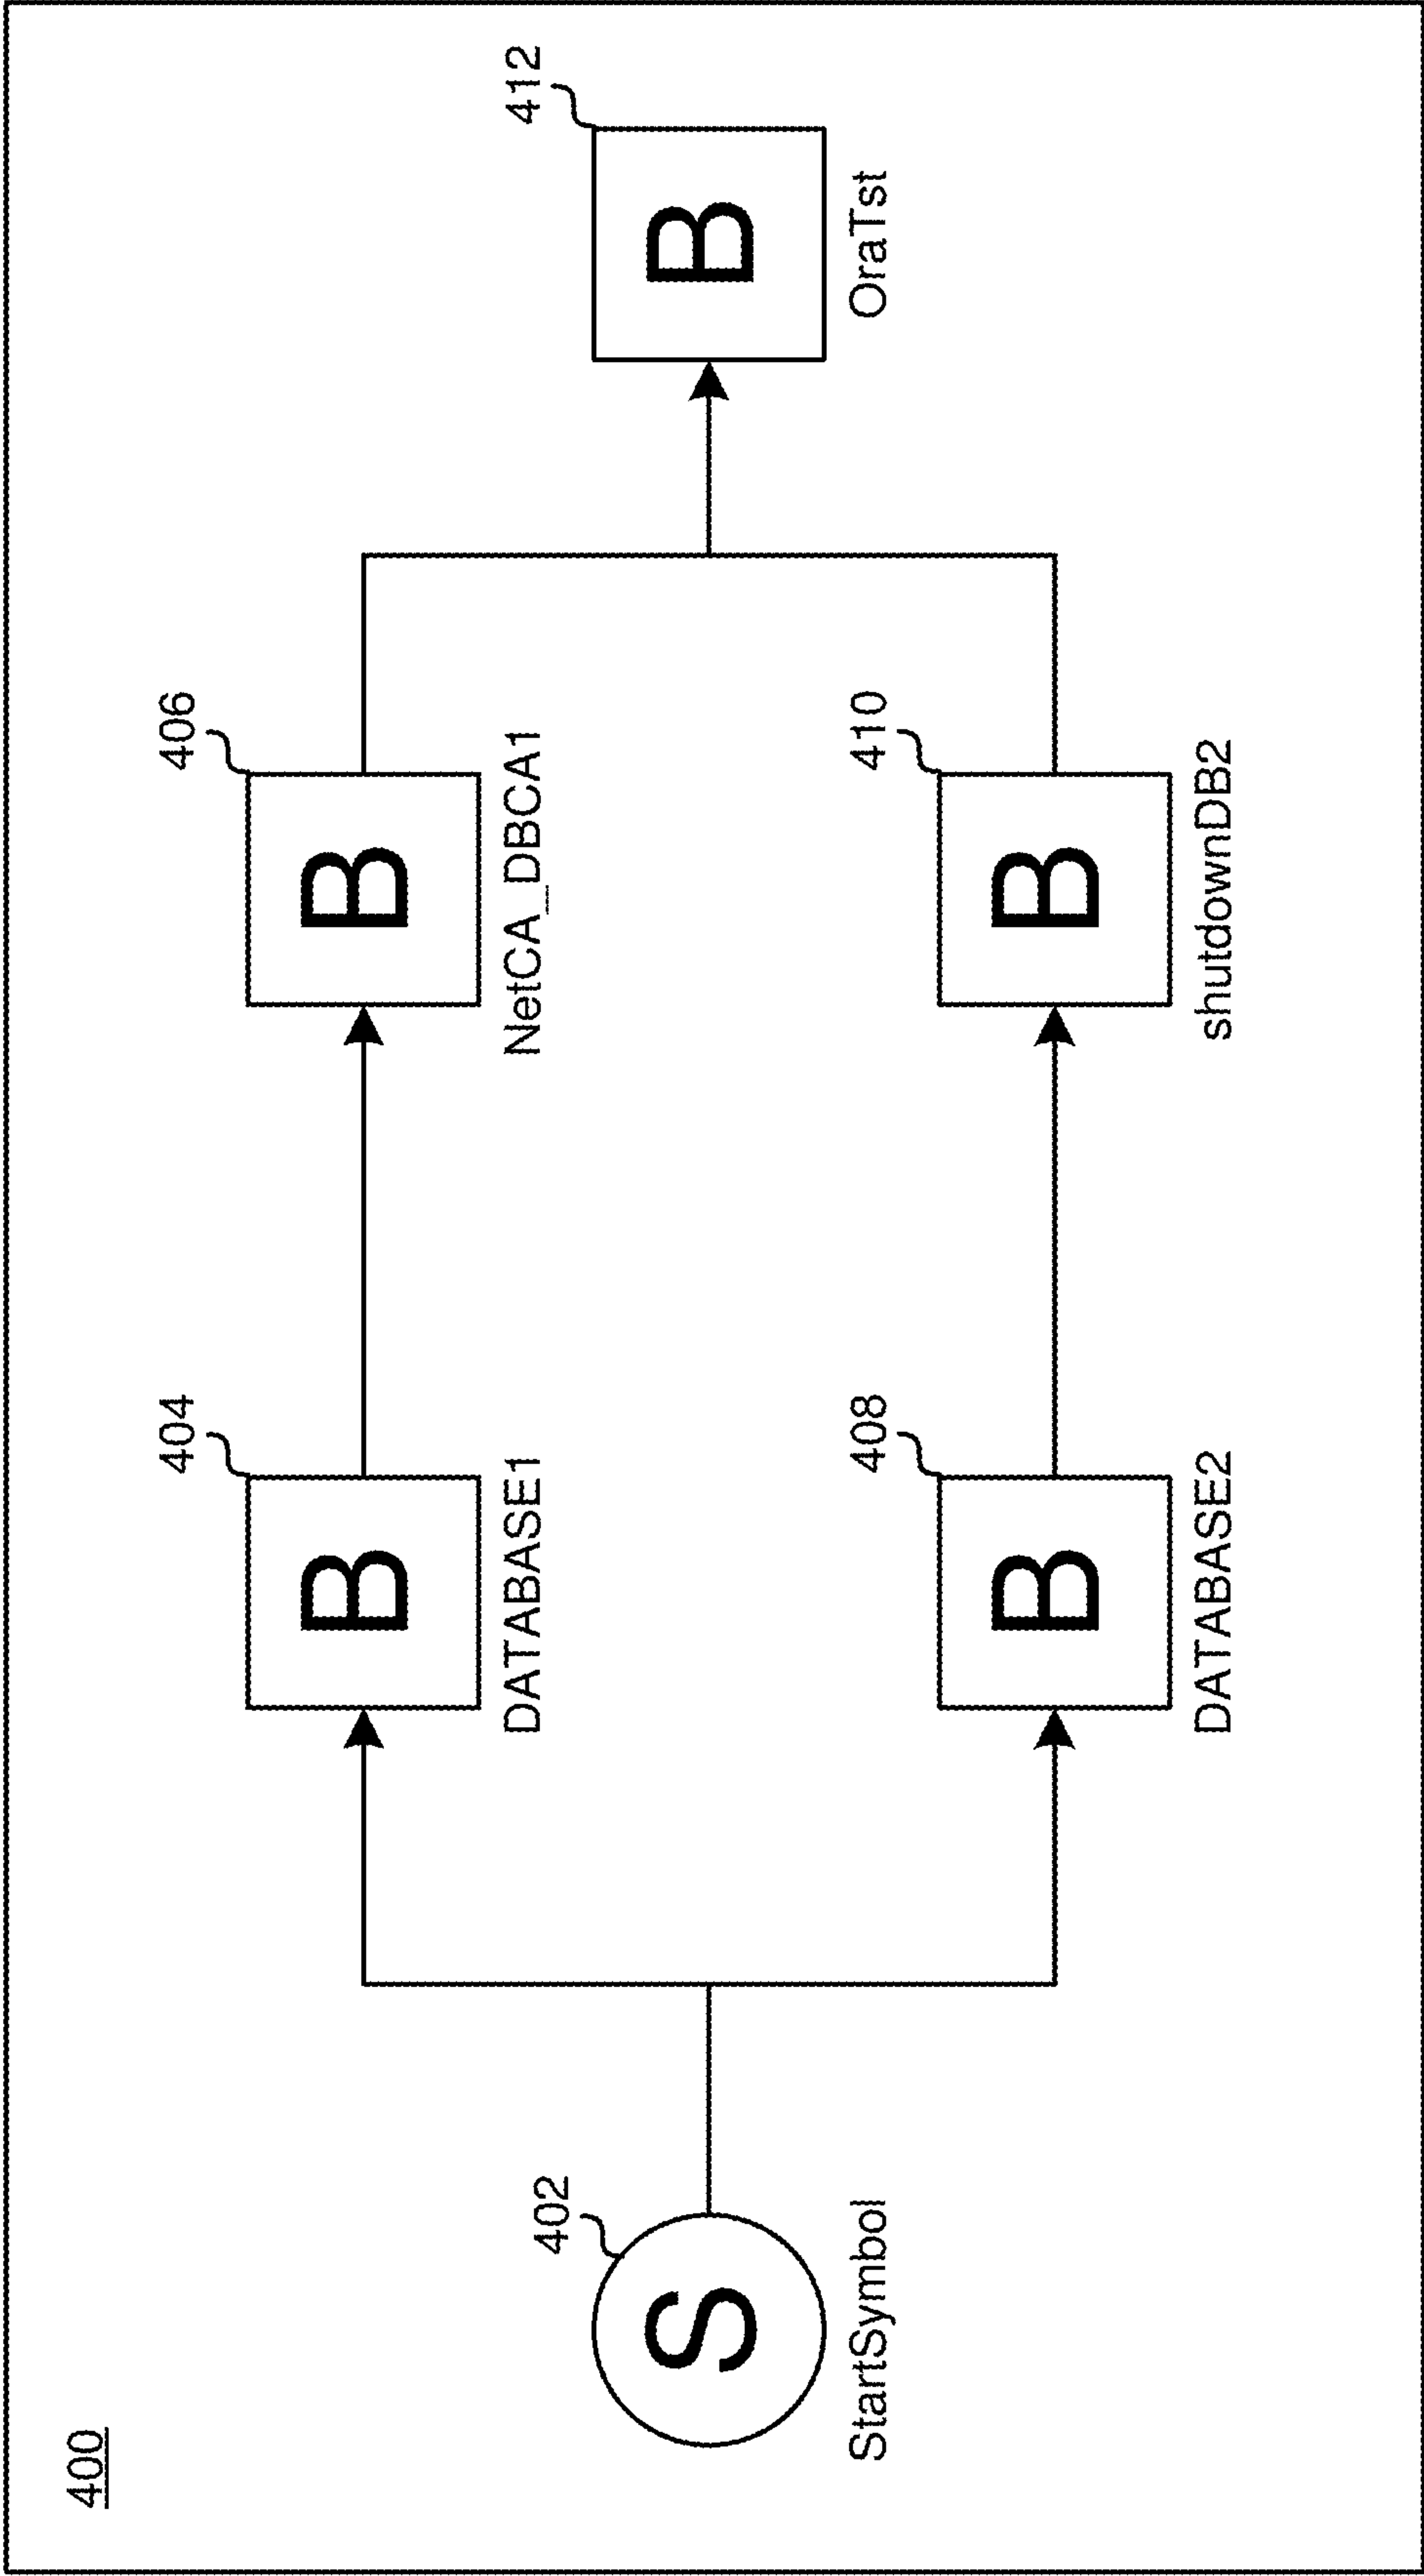 400
402
S
StartSymbol
404
B
DATABASE1
406
B
NetCA_DBCA1
408
B
DATABASE2
410
B
shutdownDB2
412
B
OraTst